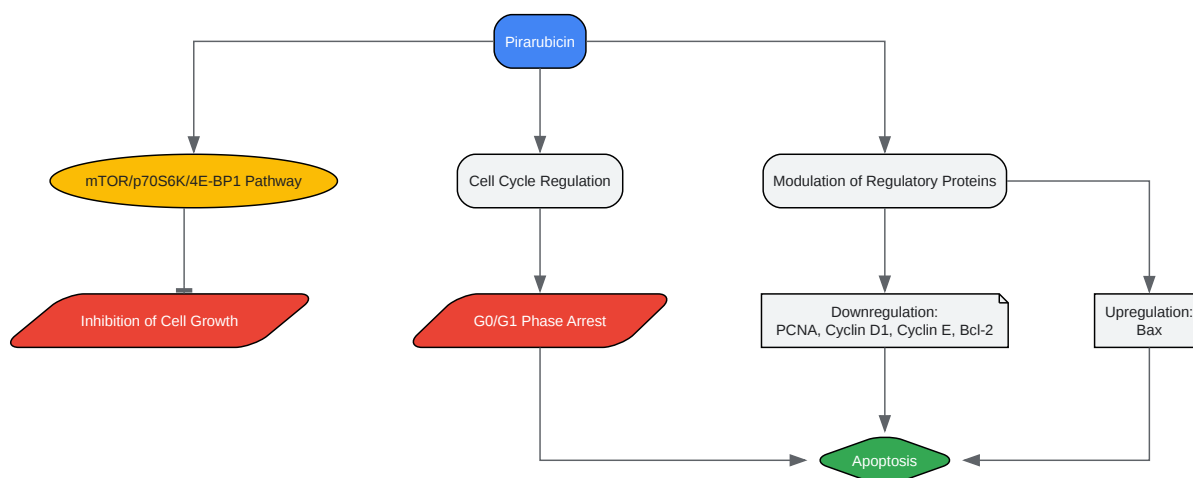 Pirarubicin
mTOR/p70S6K/4E-BP1 Pathway
Cell Cycle Regulation
Modulation of Regulatory Proteins
Inhibition of Cell Growth
G0/G1 Phase Arrest
Downregulation:
PCNA, Cyclin D1, Cyclin E, Bcl-2
Upregulation:
Bax
Apoptosis